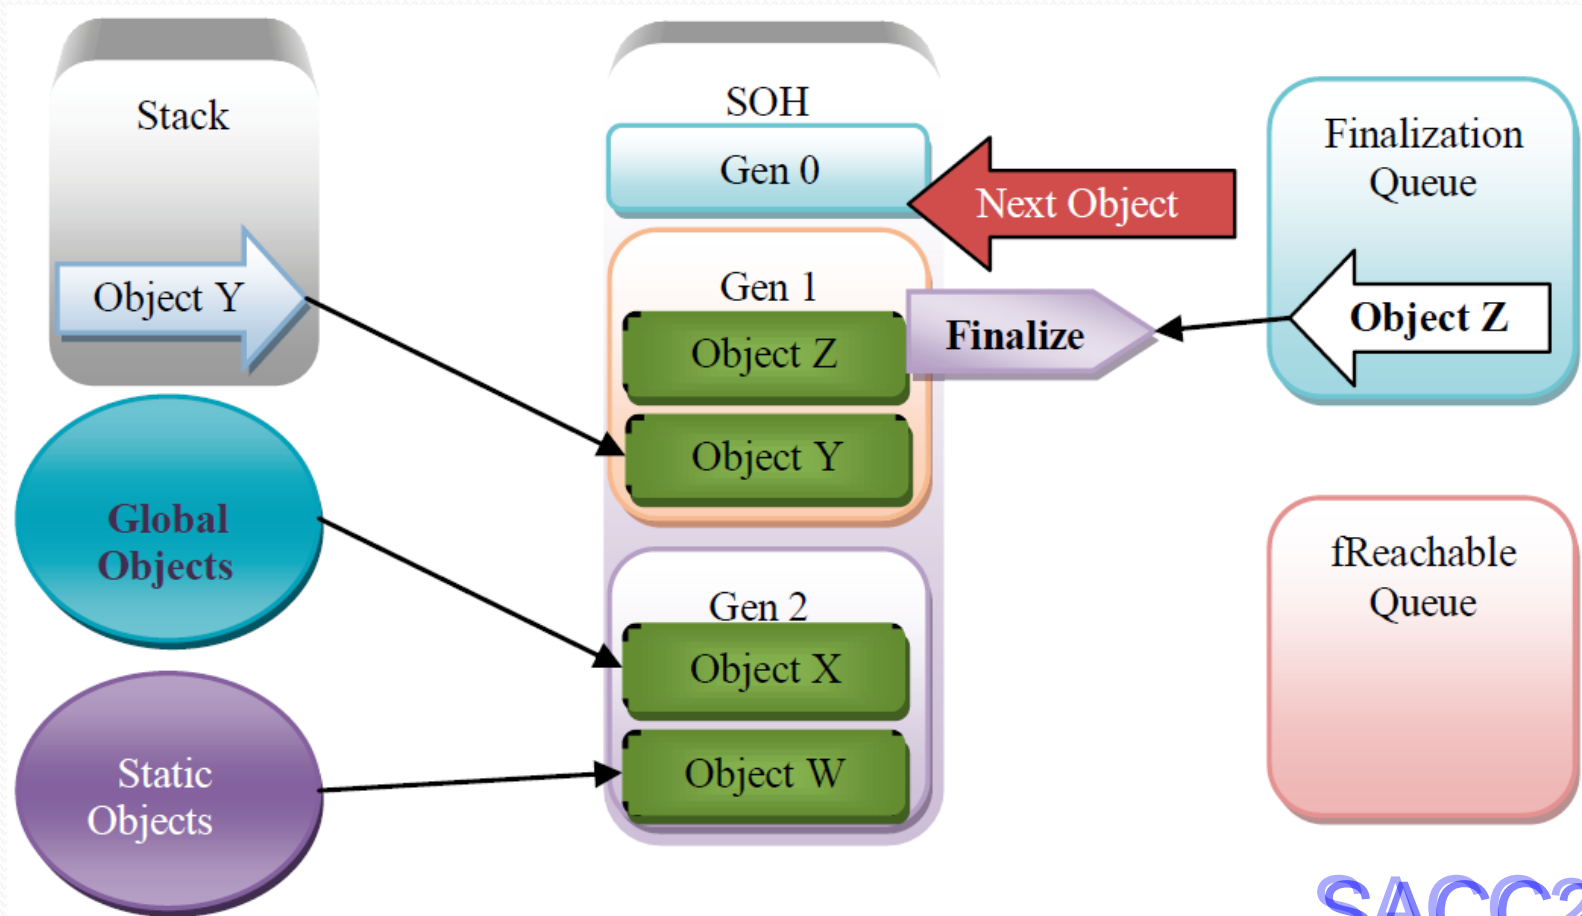 Stack
Object Y
Global
Objects
Static
Objects
SOH
Gen 0
Next Object
Gen 1
Object Z
Finalize
Object Y
Gen 2
Object X
Object W
Finalization
Queue
Object Z
fReachable
Queue